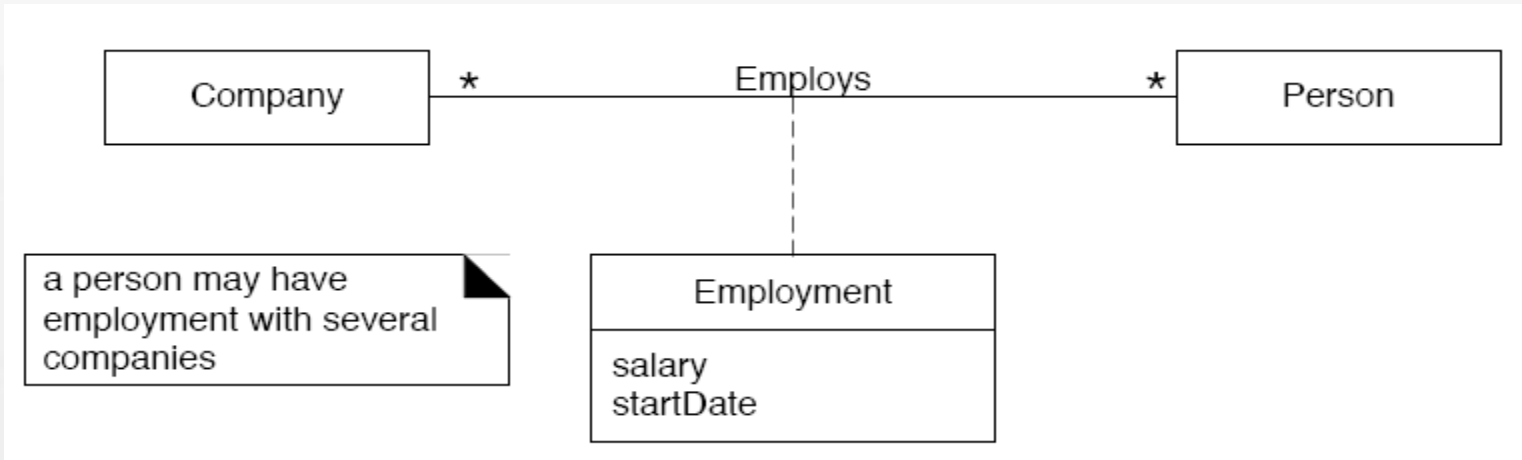 Company
*
Employs
*
Person
a person may have
employment with several
companies
Employment
salary
startDate